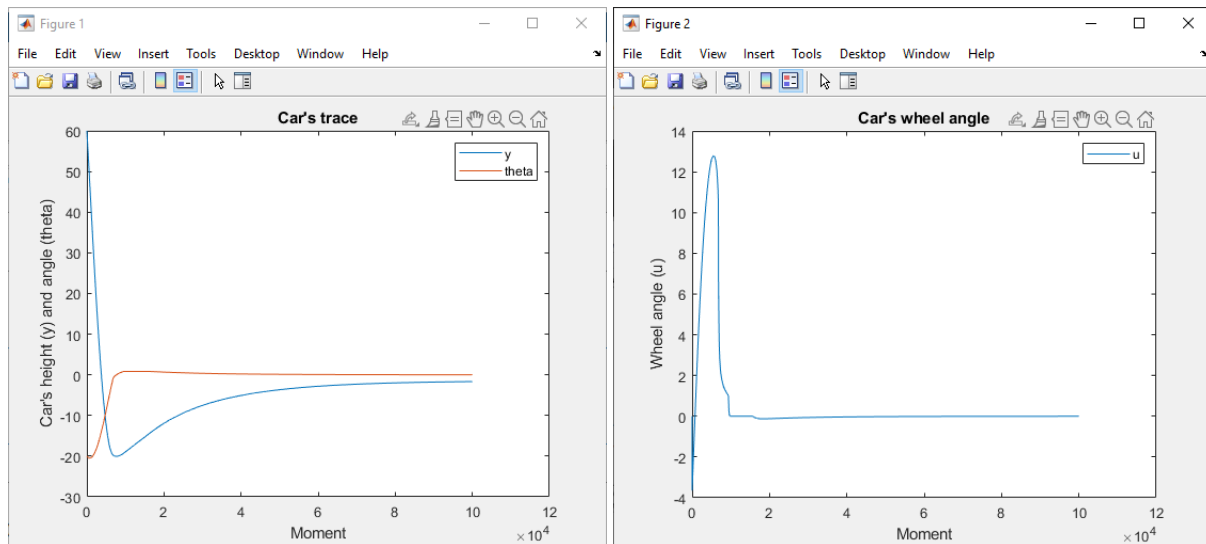 Figure 1
File Edit View Insert Tools Desktop Window Help
Car's trace
60
50
40
30
20
10
0
-10
-20
-30
Car's height (y) and angle (theta)
y
theta
0 2 4 6 8 10 12
Moment
×10^4
Figure 2
File Edit View Insert Tools Desktop Window Help
Car's wheel angle
14
12
10
8
6
4
2
0
-2
-4
Wheel angle (u)
u
0 2 4 6 8 10 12
Moment
×10^4